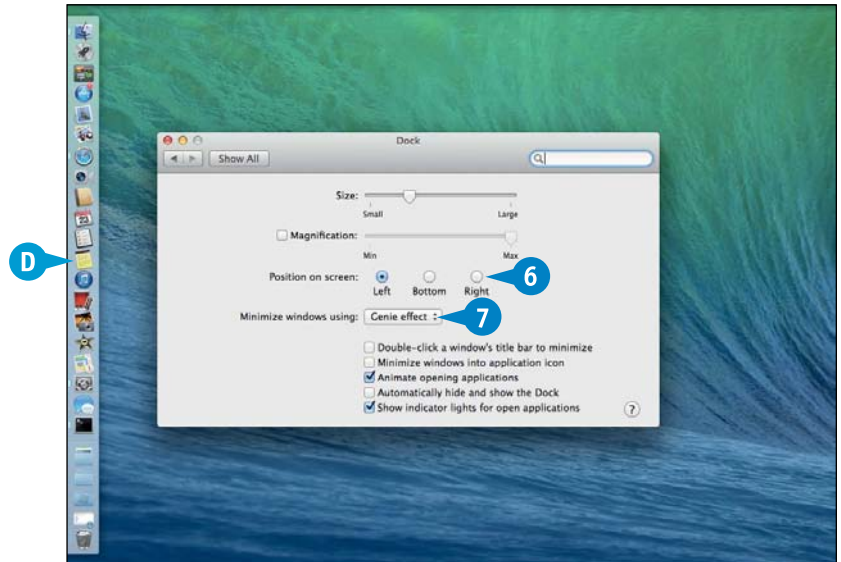 Dock
Show All
Size:
Small Large
Magnification:
Min Max
D
Position on screen: 6
Left Bottom Right
Minimize windows using: Genie effect 7
Double-click a window's title bar to minimize
Minimize windows into application icon
Animate opening applications
Automatically hide and show the Dock
Show indicator lights for open applications
?
23